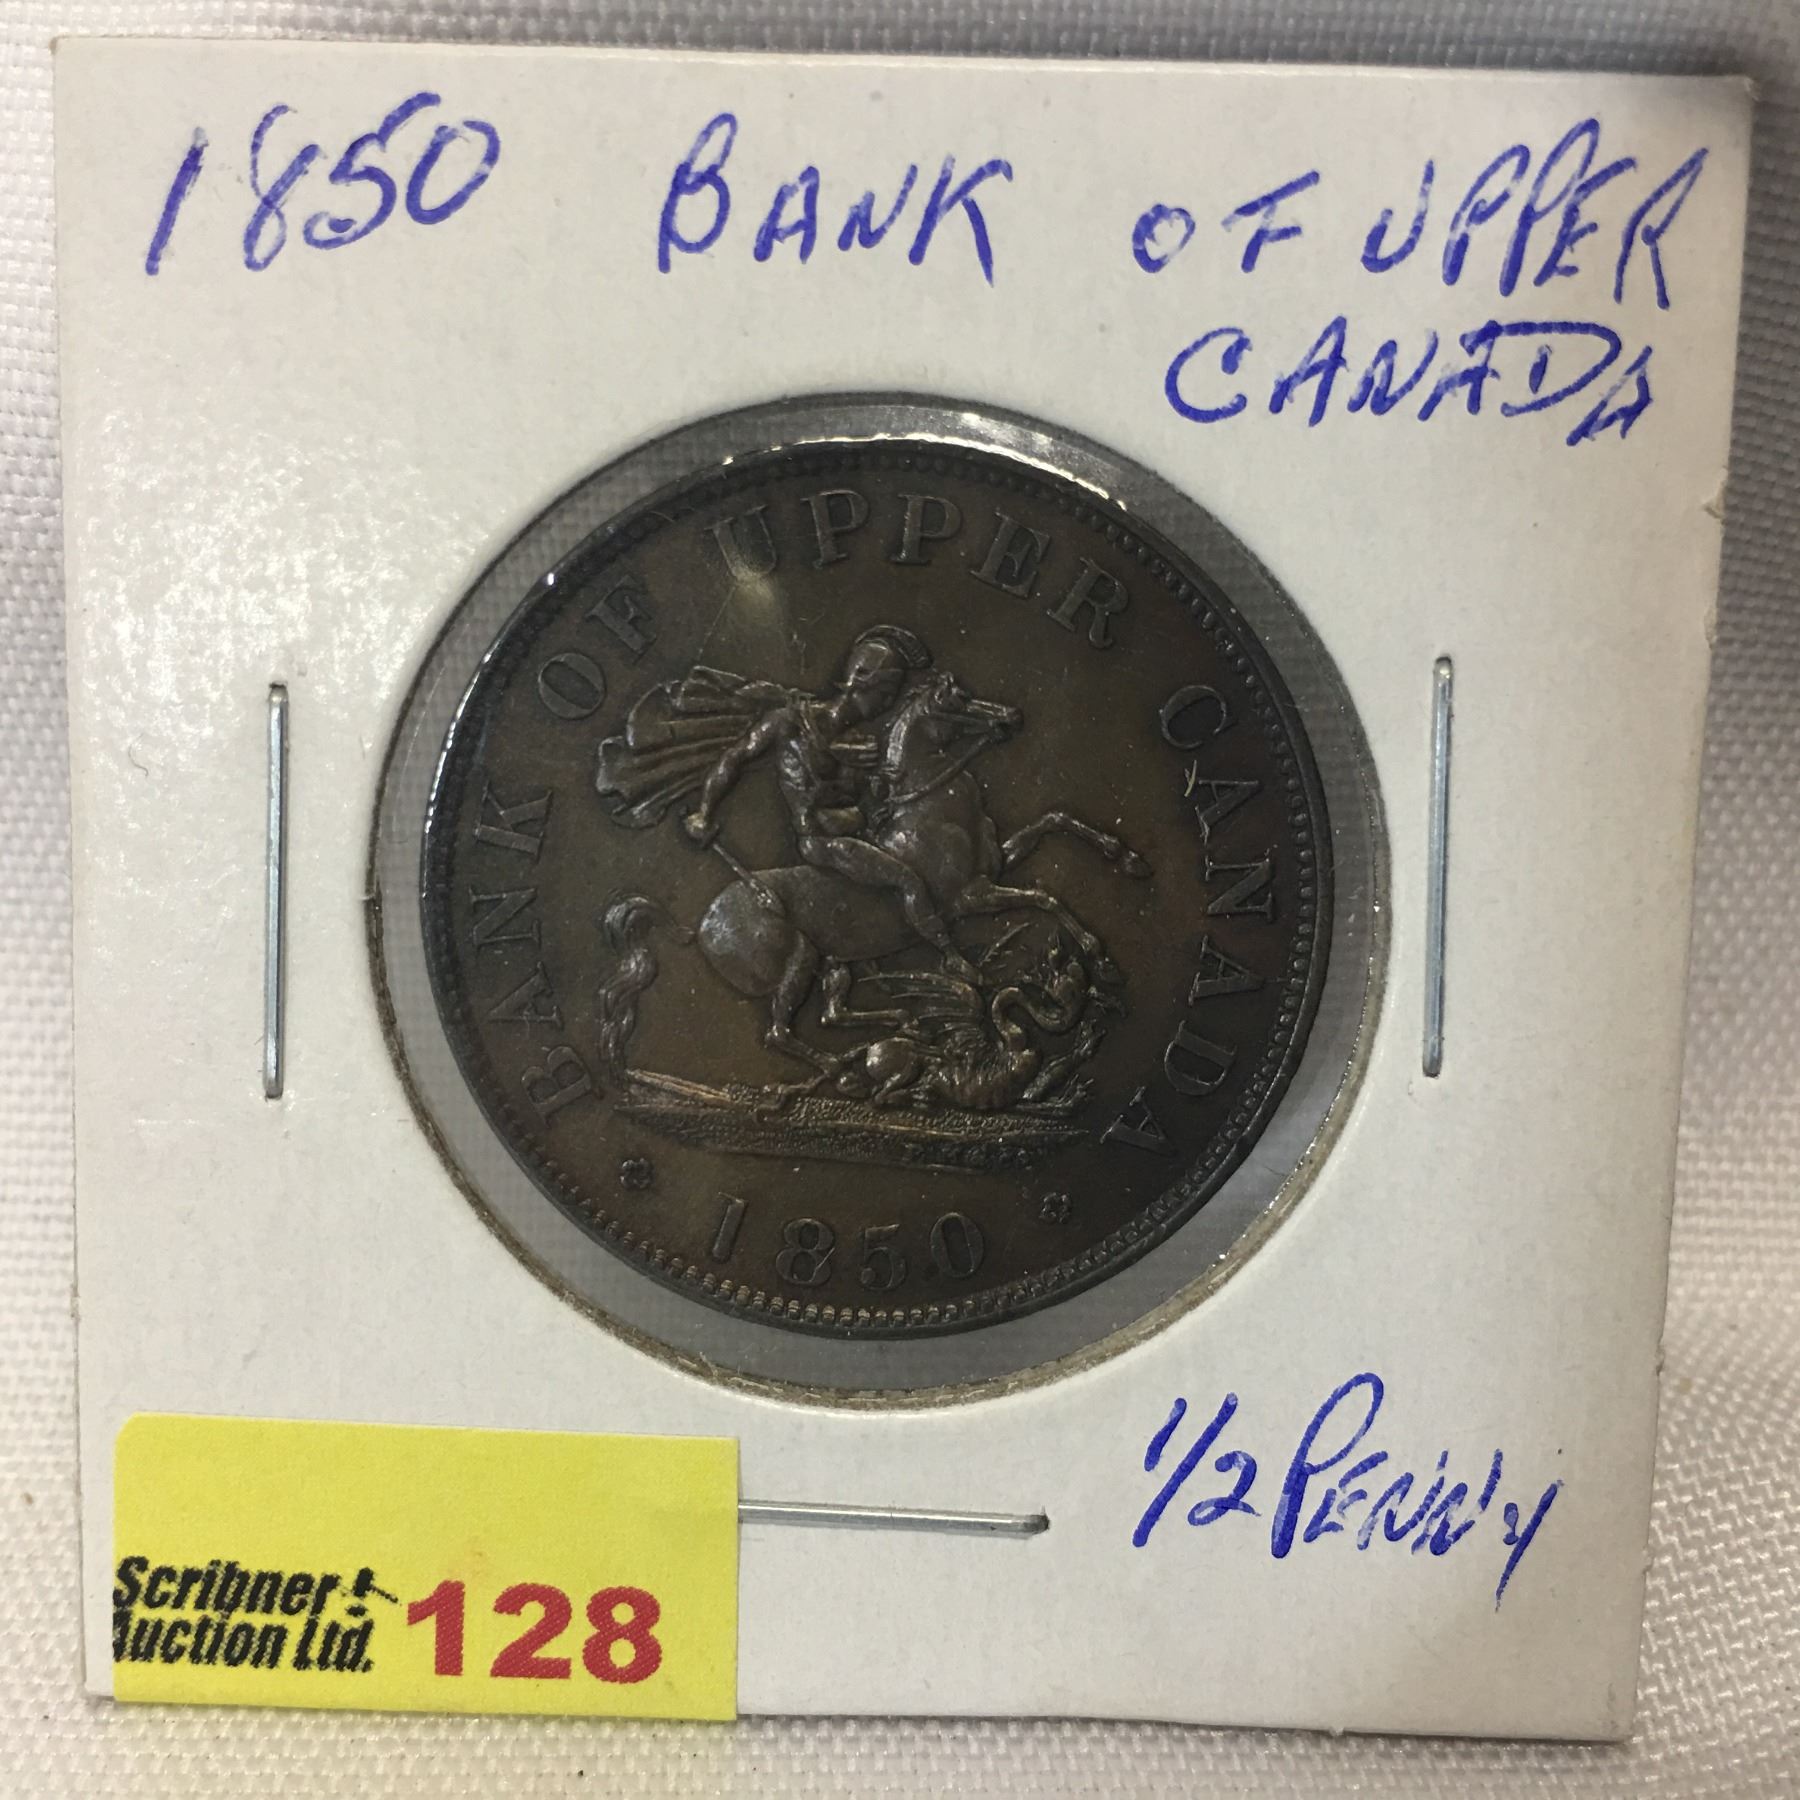 1850 BANK OF UPPER
CANADA
BANK OF UPPER CANADA
1850
1/2 PENNY
Scribner
Auction Ltd. 128